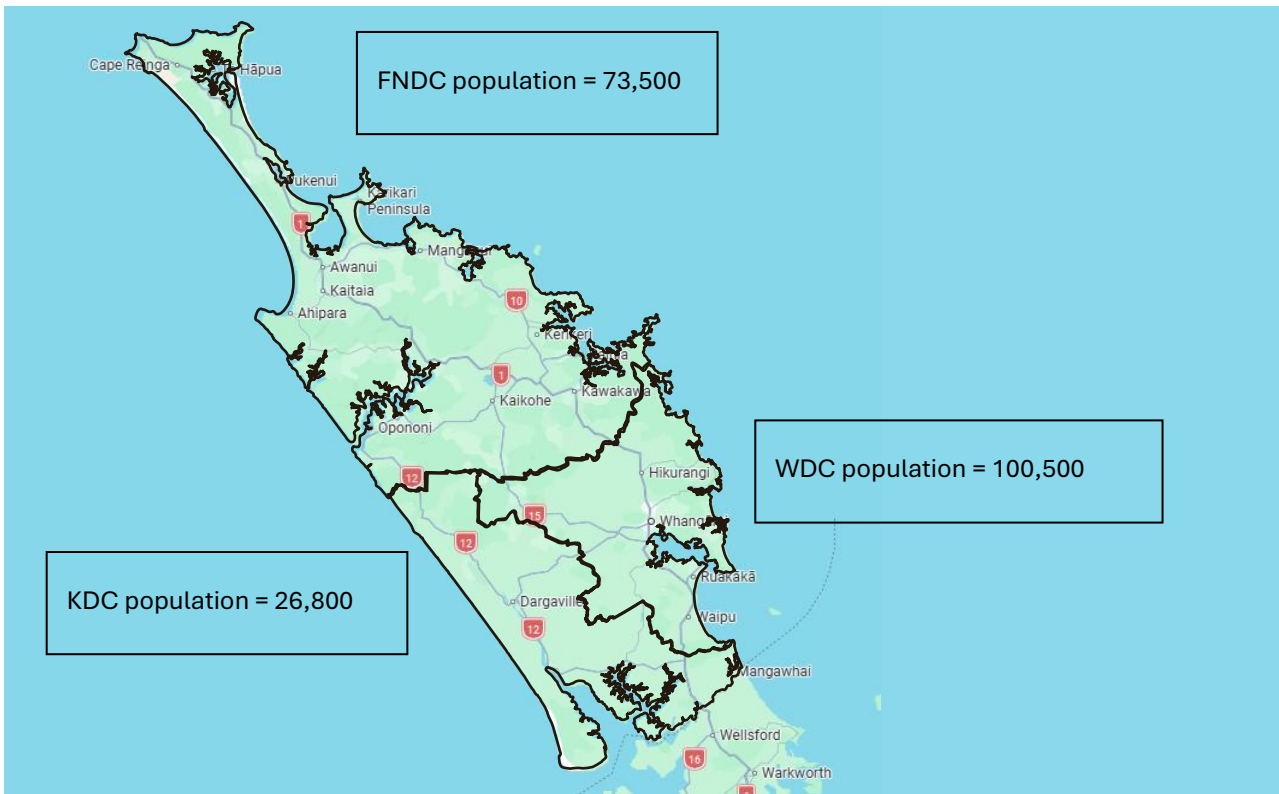 Cape Reinga
Hāpua
FNDC population = 73,500
Karikari
Peninsula
1
Awanui
Kaitaia
10
Ahipara
1
Kawakawa
Kaikohe
Opononi
12
Hikurangi
WDC population = 100,500
15
12
Ruakākā
KDC population = 26,800
Dargaville
Waipu
12
Mangawhai
Wellsford
16
Warkworth